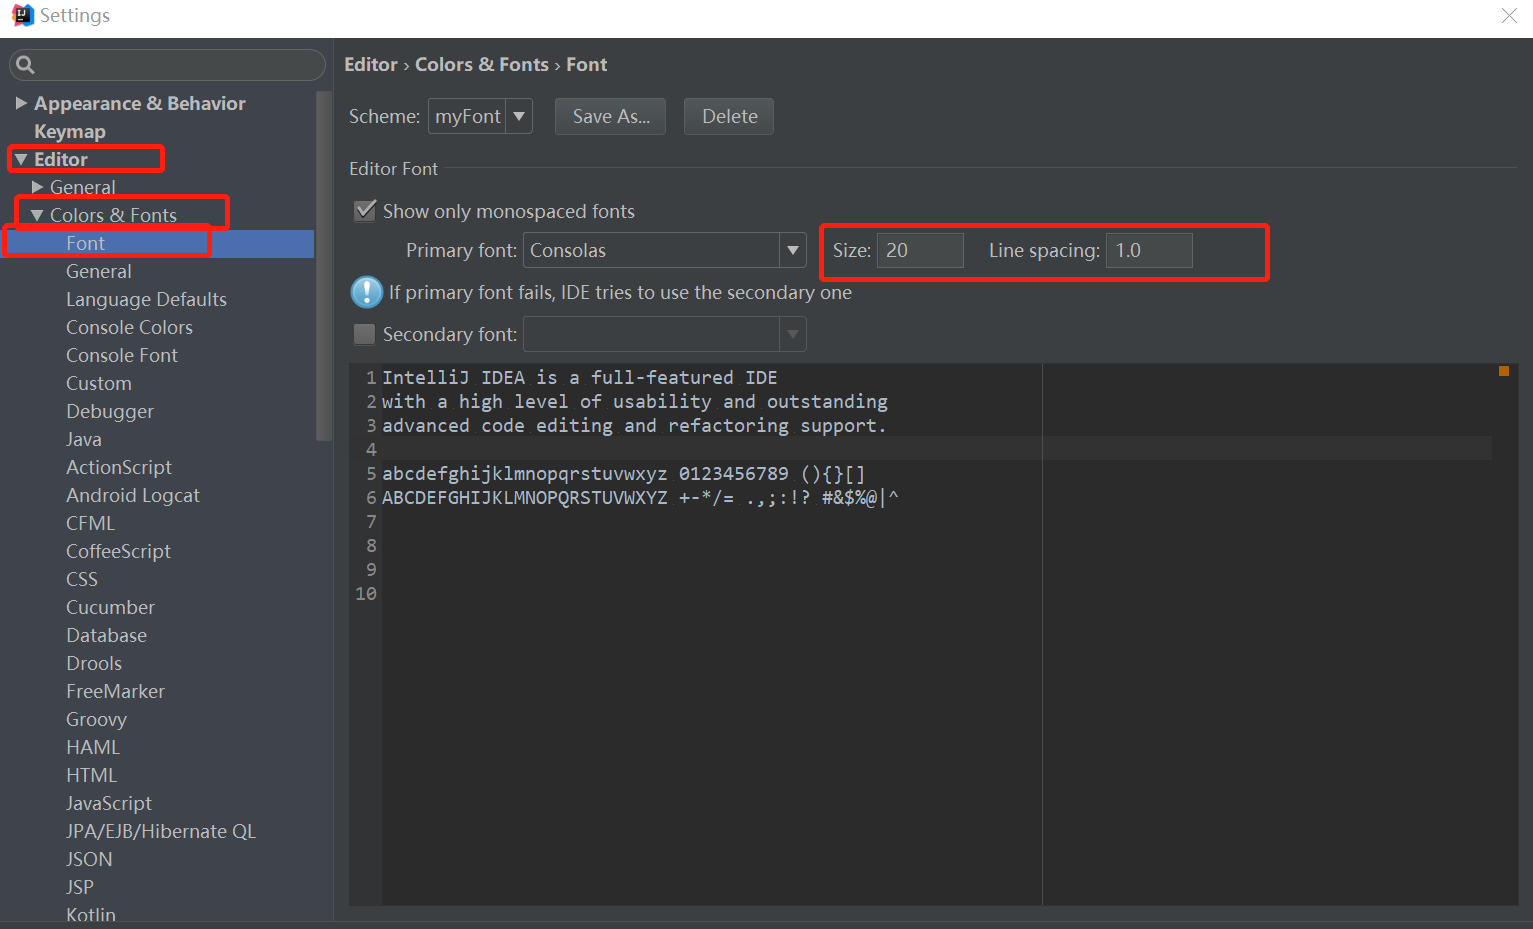 Settings
Appearance & Behavior
Keymap
Editor
General
Colors & Fonts
Font
General
Language Defaults
Console Colors
Console Font
Custom
Debugger
Java
ActionScript
Android Logcat
CFML
CoffeeScript
CSS
Cucumber
Database
Drools
FreeMarker
Groovy
HAML
HTML
JavaScript
JPA/EJB/Hibernate QL
JSON
JSP
Kotlin
Editor › Colors & Fonts › Font
Scheme: myFont Save As... Delete
Editor Font
Show only monospaced fonts
Primary font: Consolas Size: 20 Line spacing: 1.0
If primary font fails, IDE tries to use the secondary one
Secondary font:
1 IntelliJ IDEA is a full-featured IDE
2 with a high level of usability and outstanding
3 advanced code editing and refactoring support.
4
5 abcdefghijklmnopqrstuvwxyz 0123456789 (){}[]
6 ABCDEFGHIJKLMNOPQRSTUVWXYZ +-*/= .,;:!? #&$%@|^
7
8
9
10